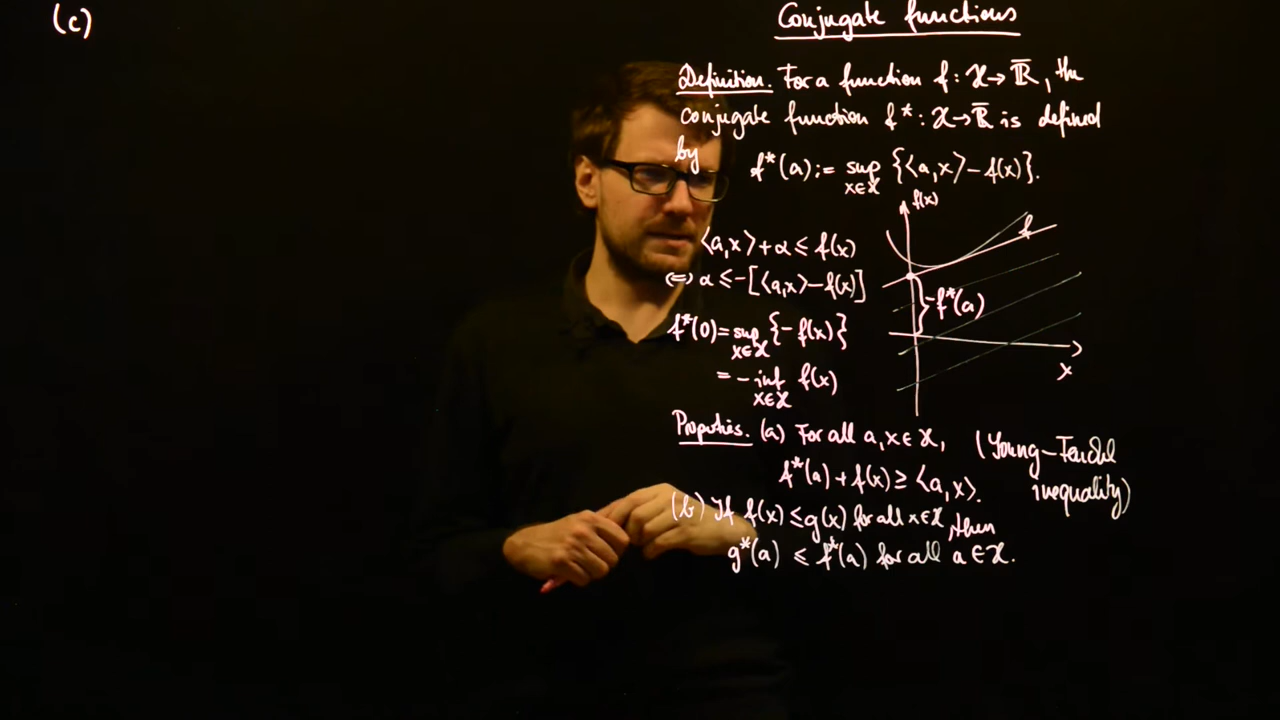 (c)
Conjugate functions
Definition. For a function f : X → R̅, the
conjugate function f* : X → R̅ is defined
by f*(a) := sup {⟨a,x⟩ − f(x)}.
x∈X
f(x)
f
⟨a,x⟩ + α ≤ f(x)
⟺ α ≤ −[⟨a,x⟩ − f(x)]
−f*(a)
x
f*(0) = sup {−f(x)}
x∈X
= − inf f(x)
x∈X
Properties. (a) For all a, x ∈ X, (Young–Fenchel
f*(a) + f(x) ≥ ⟨a,x⟩. inequality)
(b) If f(x) ≤ g(x) for all x∈X, then
g*(a) ≤ f*(a) for all a ∈ X.